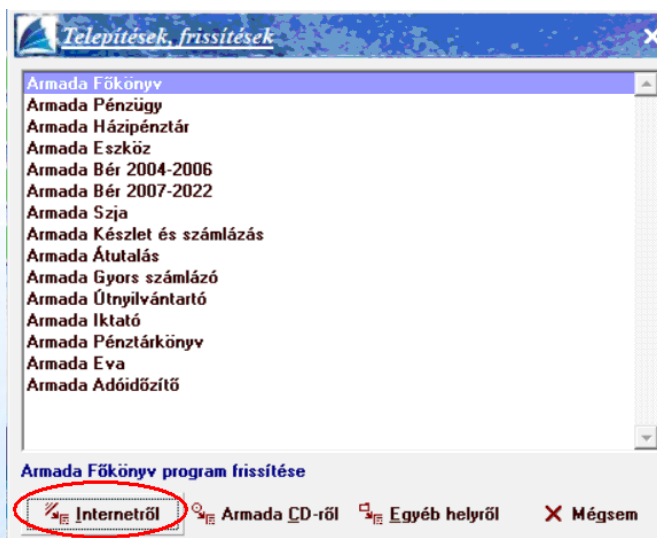 Telepítések, frissítések
Armada Főkönyv
Armada Pénzügy
Armada Házipénztár
Armada Eszköz
Armada Bér 2004-2006
Armada Bér 2007-2022
Armada Szja
Armada Készlet és számlázás
Armada Átutalás
Armada Gyors számlázó
Armada Útnyilvántartó
Armada Iktató
Armada Pénztárkönyv
Armada Eva
Armada Adóidőzítő
Armada Főkönyv program frissítése
Internetről Armada CD-ről Egyéb helyről Mégsem